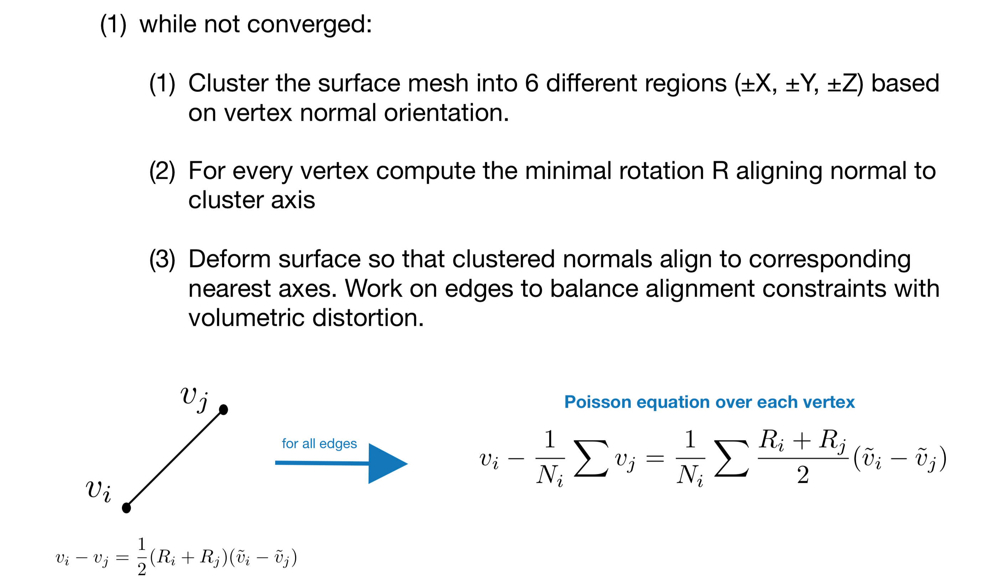 (1) while not converged:
(1) Cluster the surface mesh into 6 different regions (±X, ±Y, ±Z) based
on vertex normal orientation.
(2) For every vertex compute the minimal rotation R aligning normal to
cluster axis
(3) Deform surface so that clustered normals align to corresponding
nearest axes. Work on edges to balance alignment constraints with
volumetric distortion.
v_j
v_i
v_i − v_j = \frac{1}{2}(R_i + R_j)(\tilde{v}_i − \tilde{v}_j)
for all edges
Poisson equation over each vertex
v_i − \frac{1}{N_i} \sum v_j = \frac{1}{N_i} \sum \frac{R_i + R_j}{2}(\tilde{v}_i − \tilde{v}_j)